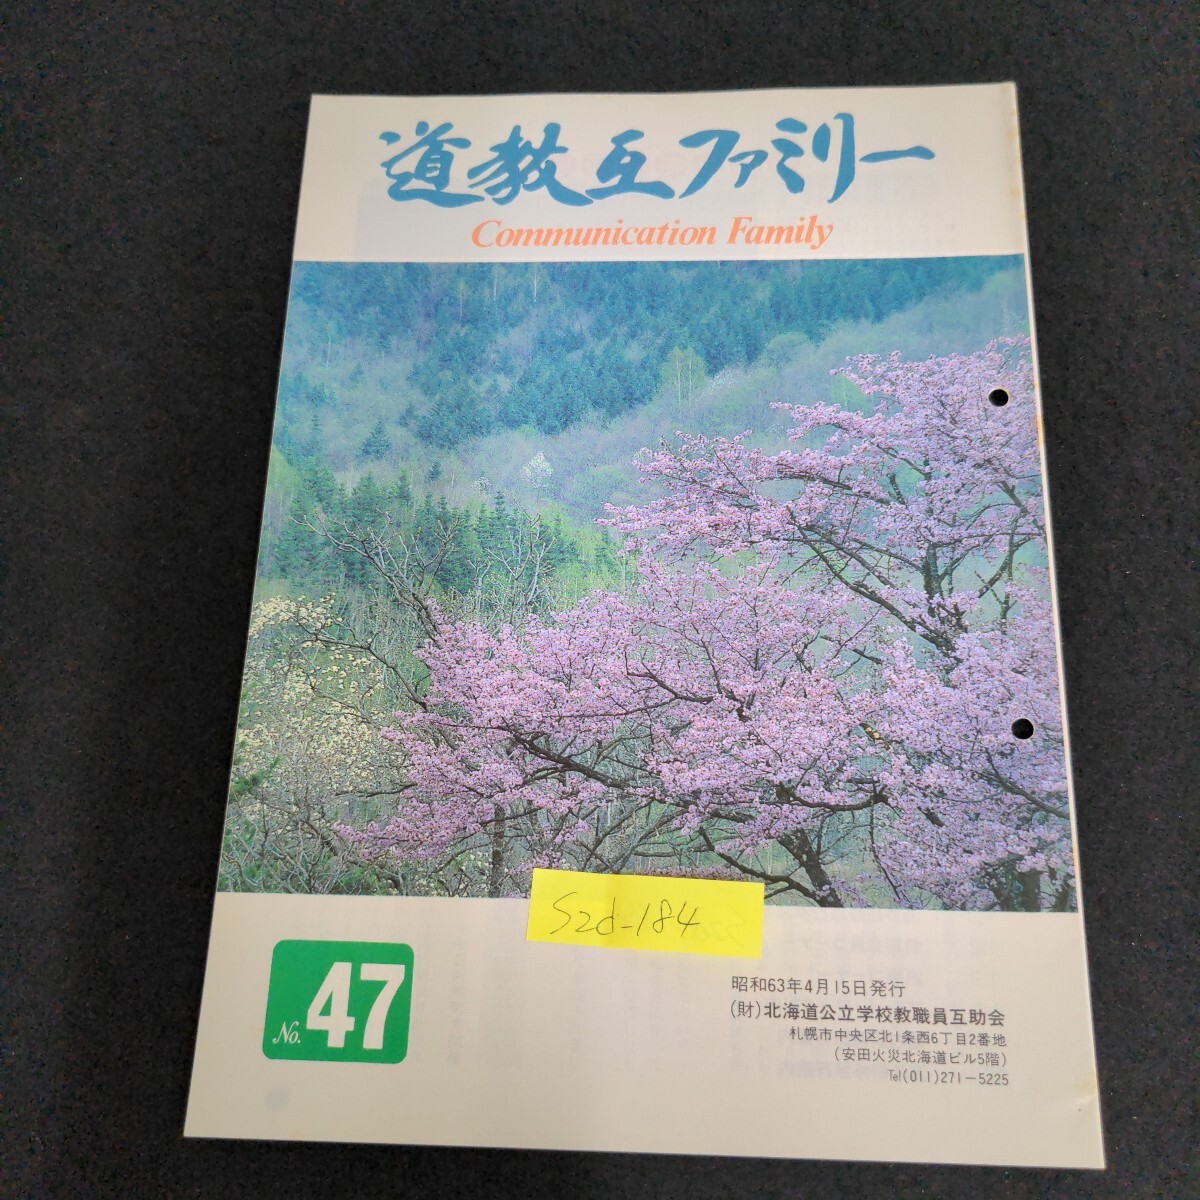 道教互ファミリー
Communication Family
S2d-184
No. 47
昭和63年4月15日発行
(財)北海道公立学校教職員互助会
札幌市中央区北1条西6丁目2番地
(安田火災北海道ビル5階)
Tel(011)271-5225